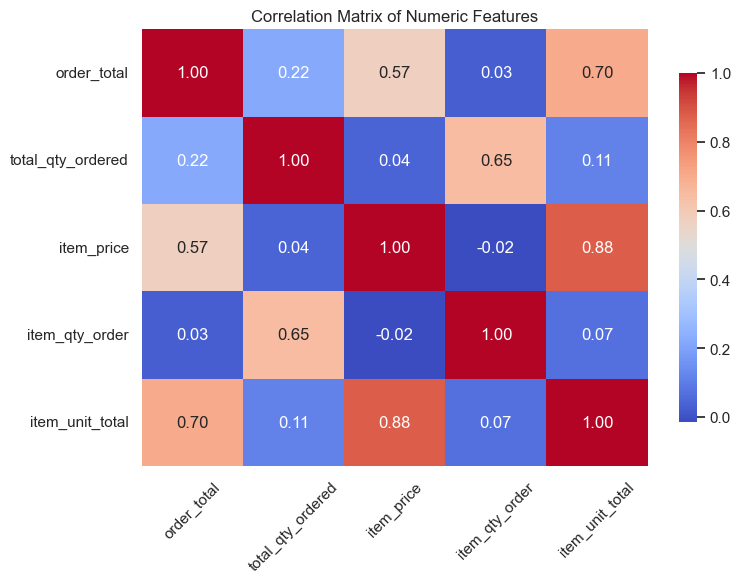 Correlation Matrix of Numeric Features
order_total 1.00 0.22 0.57 0.03 0.70
total_qty_ordered 0.22 1.00 0.04 0.65 0.11
item_price 0.57 0.04 1.00 -0.02 0.88
item_qty_order 0.03 0.65 -0.02 1.00 0.07
item_unit_total 0.70 0.11 0.88 0.07 1.00
order_total total_qty_ordered item_price item_qty_order item_unit_total
1.0
0.8
0.6
0.4
0.2
0.0